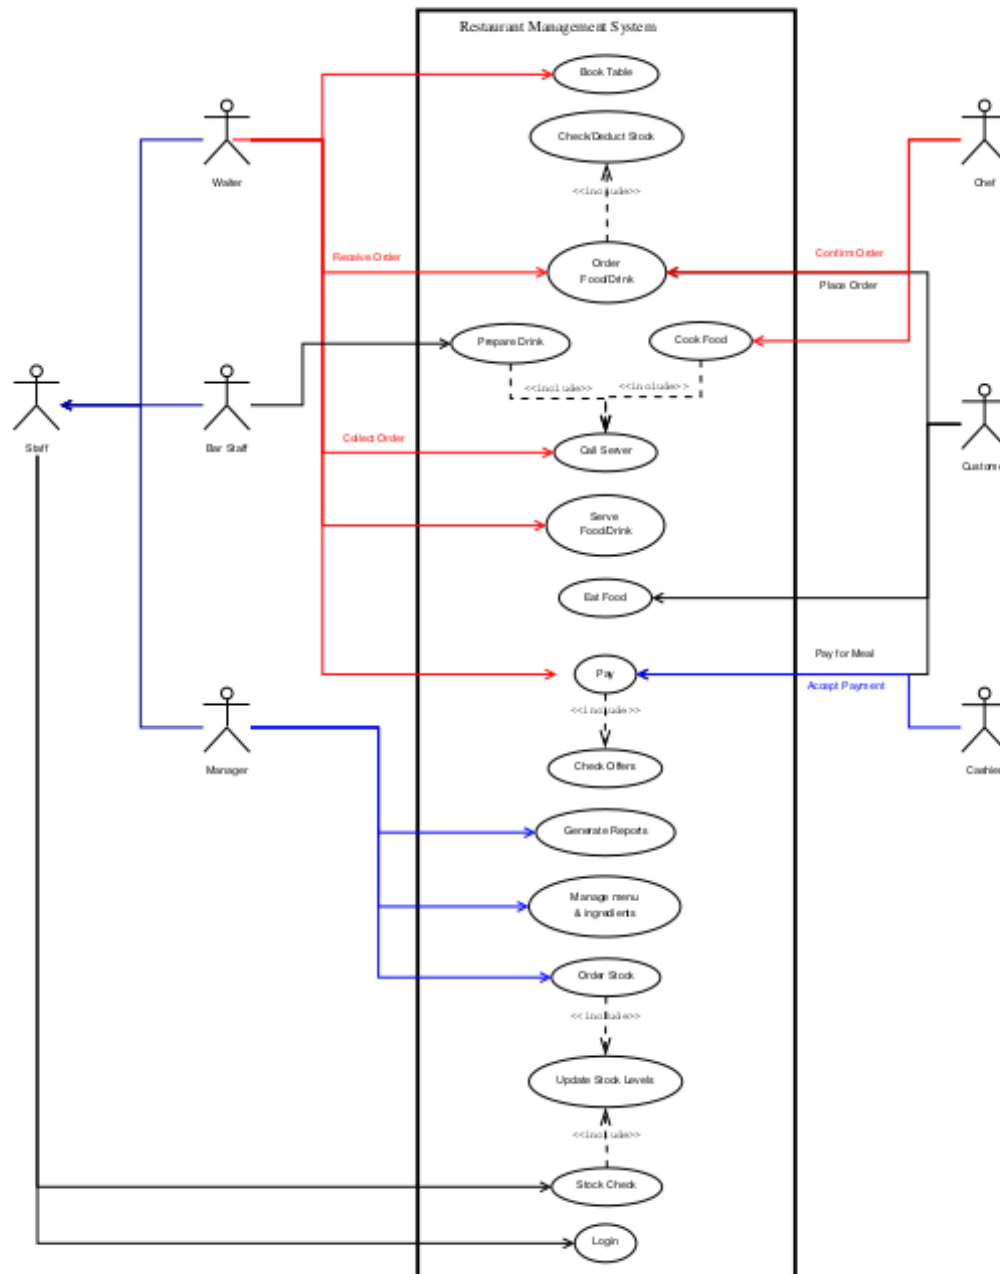 Restaurant Management System
Book Table
Check/Deduct Stock
Waiter
Chef
<<include>>
Receive Order
Order
Food/Drink
Confirm Order
Place Order
Prepare Drink
Cook Food
<<include>>
<<include>>
Staff
Bar Staff
Collect Order
Call Server
Custome
Serve
Food/Drink
Eat Food
Pay for Meal
Pay
Accept Payment
<<include>>
Manager
Check Offers
Cashier
Generate Reports
Manage menu
& ingredients
Order Stock
<<include>>
Update Stock Levels
<<include>>
Stock Check
Login